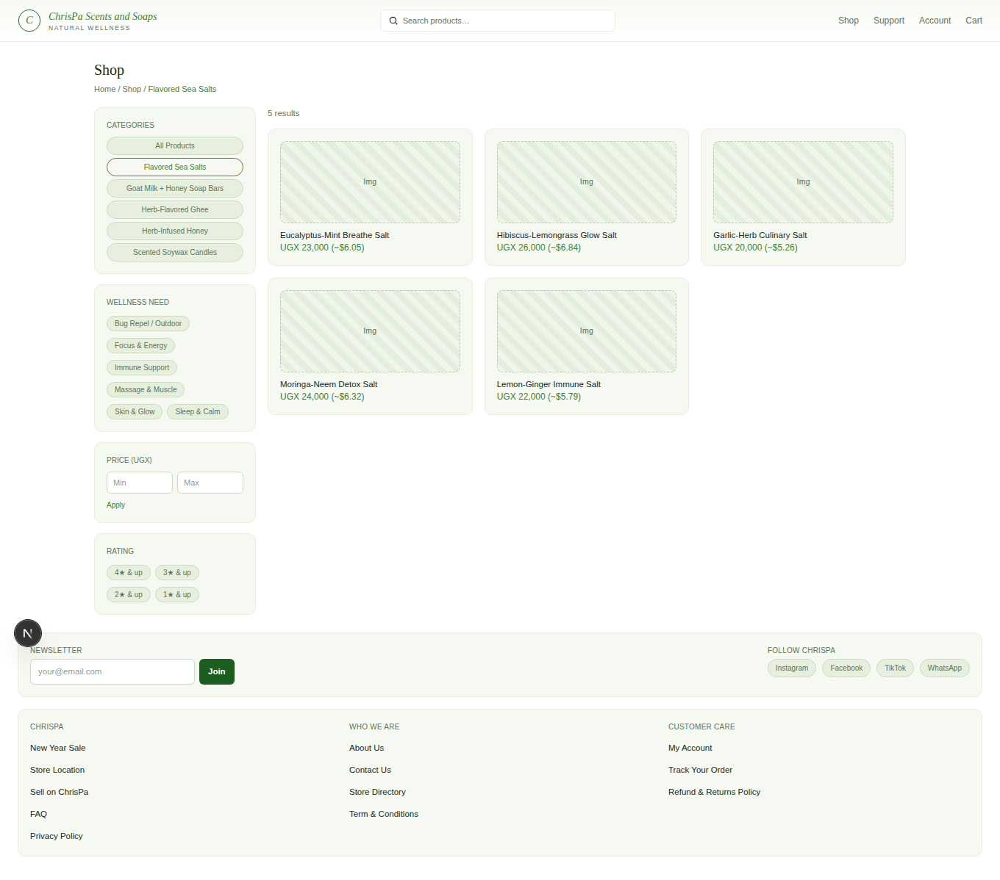 C
ChrisPa Scents and Soaps
NATURAL WELLNESS
Search products…
Shop
Support
Account
Cart
Shop
Home / Shop / Flavored Sea Salts
CATEGORIES
All Products
Flavored Sea Salts
Goat Milk + Honey Soap Bars
Herb-Flavored Ghee
Herb-Infused Honey
Scented Soywax Candles
WELLNESS NEED
Bug Repel / Outdoor
Focus & Energy
Immune Support
Massage & Muscle
Skin & Glow
Sleep & Calm
PRICE (UGX)
Min
Max
Apply
RATING
4★ & up
3★ & up
2★ & up
1★ & up
5 results
Img
Eucalyptus-Mint Breathe Salt
UGX 23,000 (~$6.05)
Img
Hibiscus-Lemongrass Glow Salt
UGX 26,000 (~$6.84)
Img
Garlic-Herb Culinary Salt
UGX 20,000 (~$5.26)
Img
Moringa-Neem Detox Salt
UGX 24,000 (~$6.32)
Img
Lemon-Ginger Immune Salt
UGX 22,000 (~$5.79)
N
NEWSLETTER
your@email.com
Join
FOLLOW CHRISPA
Instagram
Facebook
TikTok
WhatsApp
CHRISPA
New Year Sale
Store Location
Sell on ChrisPa
FAQ
Privacy Policy
WHO WE ARE
About Us
Contact Us
Store Directory
Term & Conditions
CUSTOMER CARE
My Account
Track Your Order
Refund & Returns Policy